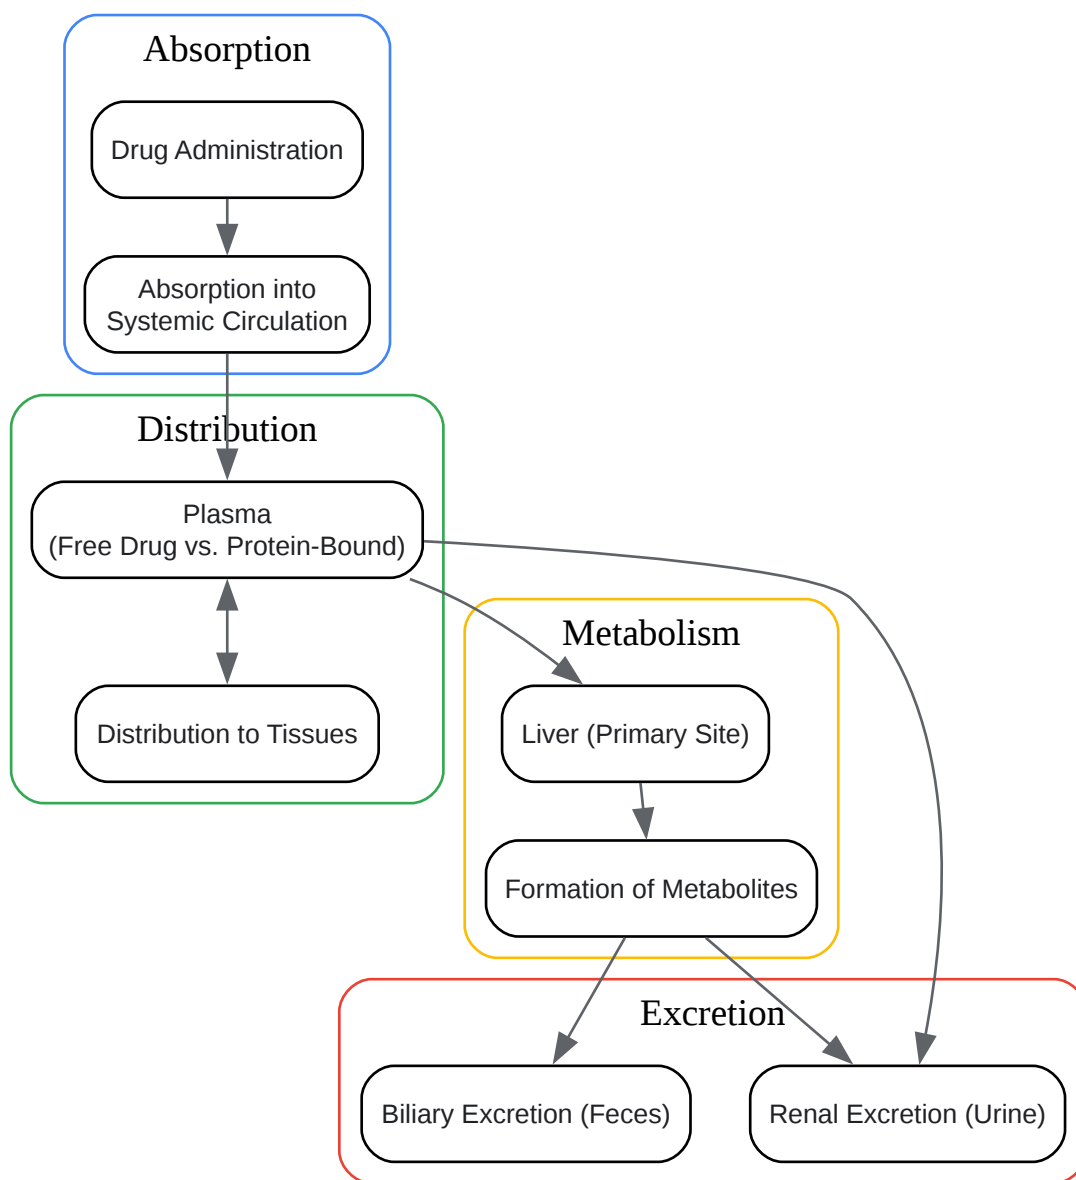 Absorption
Drug Administration
Absorption into
Systemic Circulation
Distribution
Plasma
(Free Drug vs. Protein-Bound)
Distribution to Tissues
Metabolism
Liver (Primary Site)
Formation of Metabolites
Excretion
Biliary Excretion (Feces)
Renal Excretion (Urine)